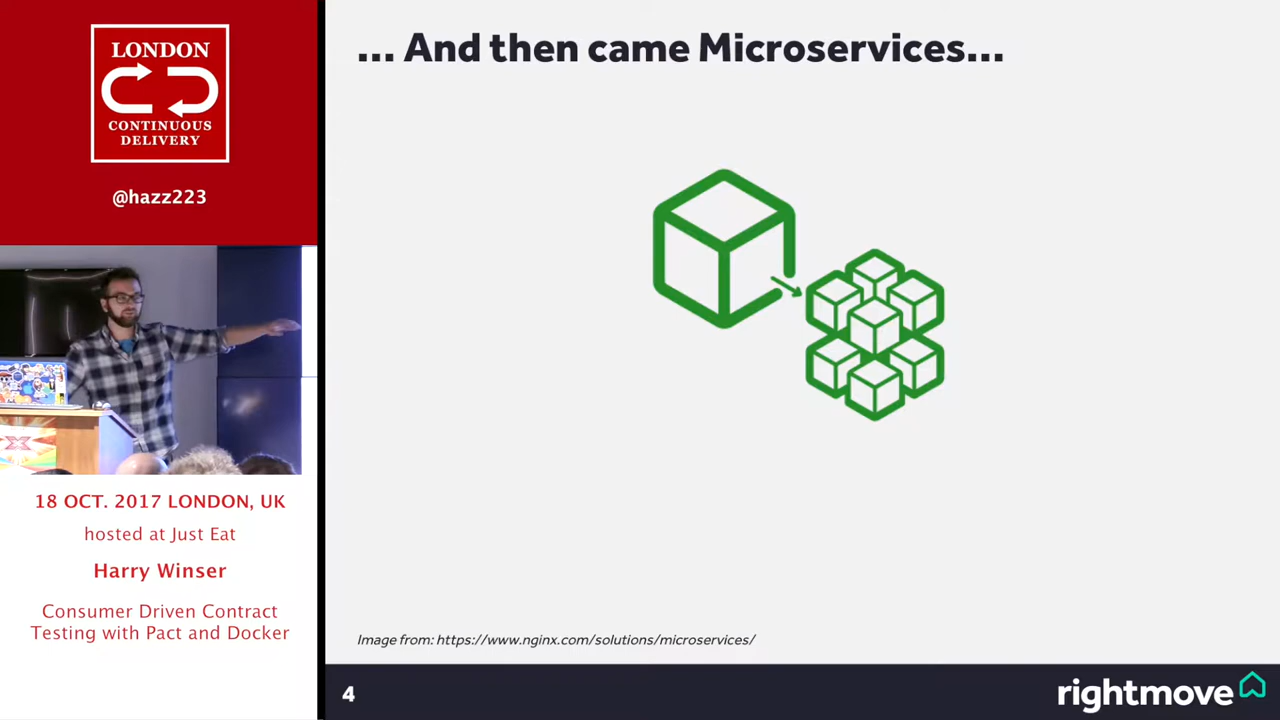 LONDON
CONTINUOUS
DELIVERY
@hazz223
18 OCT. 2017 LONDON, UK
hosted at Just Eat
Harry Winser
Consumer Driven Contract
Testing with Pact and Docker
... And then came Microservices...
Image from: https://www.nginx.com/solutions/microservices/
4
rightmove